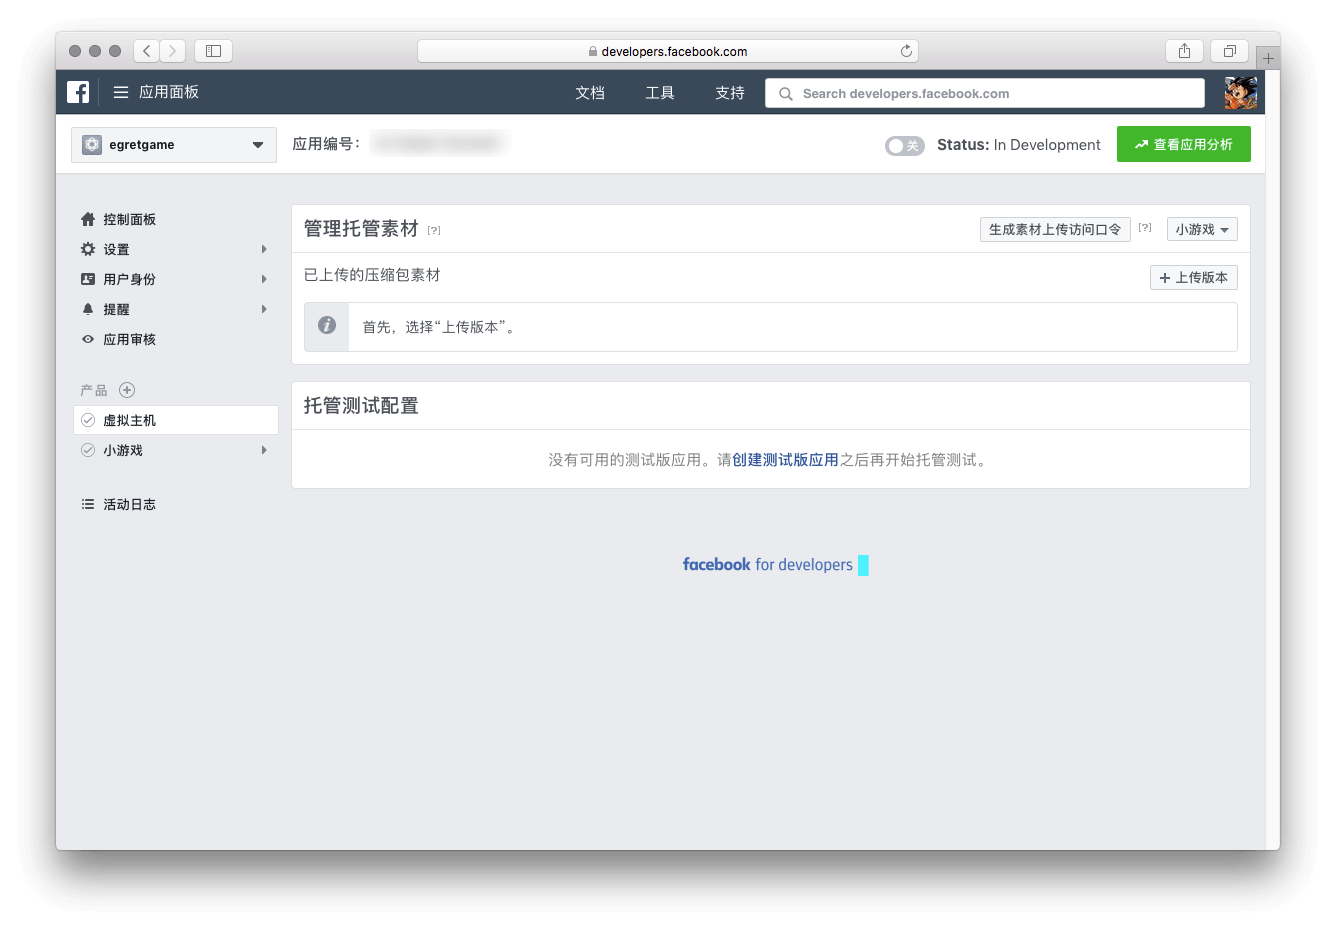 developers.facebook.com
应用面板
文档 工具 支持 Search developers.facebook.com
egretgame
应用编号：
关 Status: In Development
查看应用分析
控制面板
设置
用户身份
提醒
应用审核
产品
虚拟主机
小游戏
活动日志
管理托管素材 [?]
生成素材上传访问口令 [?] 小游戏
已上传的压缩包素材
+ 上传版本
首先，选择“上传版本”。
托管测试配置
没有可用的测试版应用。请创建测试版应用之后再开始托管测试。
facebook for developers